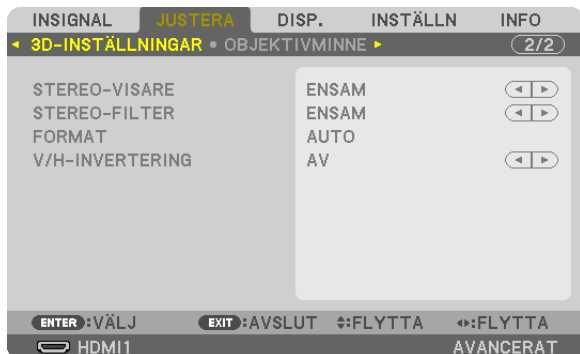 INSIGNAL JUSTERA DISP. INSTÄLLN INFO
◂ 3D-INSTÄLLNINGAR • OBJEKTIVMINNE ▸ 2/2
STEREO-VISARE ENSAM
STEREO-FILTER ENSAM
FORMAT AUTO
V/H-INVERTERING AV
ENTER:VÄLJ EXIT:AVSLUT :FLYTTA :FLYTTA
HDMI1 AVANCERAT